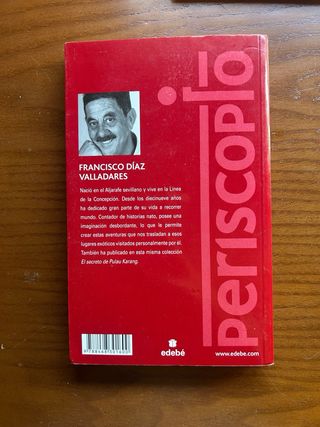 periscopio
FRANCISCO DÍAZ
VALLADARES
Nació en el Aljarafe sevillano y vive en la Línea
de la Concepción. Desde los diecinueve años
ha dedicado gran parte de su vida a recorrer
mundo. Contador de historias nato, posee una
imaginación desbordante, lo que le permite
crear estas aventuras que nos trasladan a esos
lugares exóticos visitados personalmente por él.
También ha publicado en esta misma colección
El secreto de Pulau Karang.
edebé
www.edebe.com